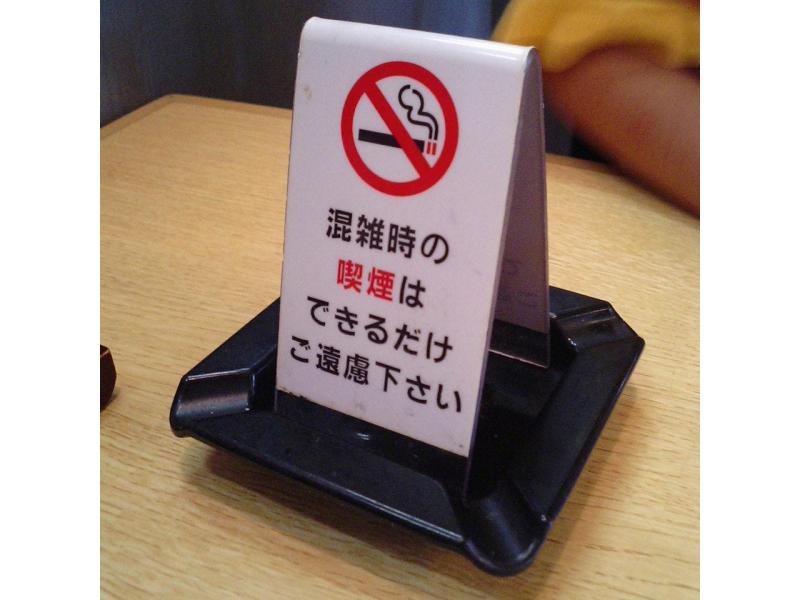 混雑時の
喫煙は
できるだけ
ご遠慮下さい